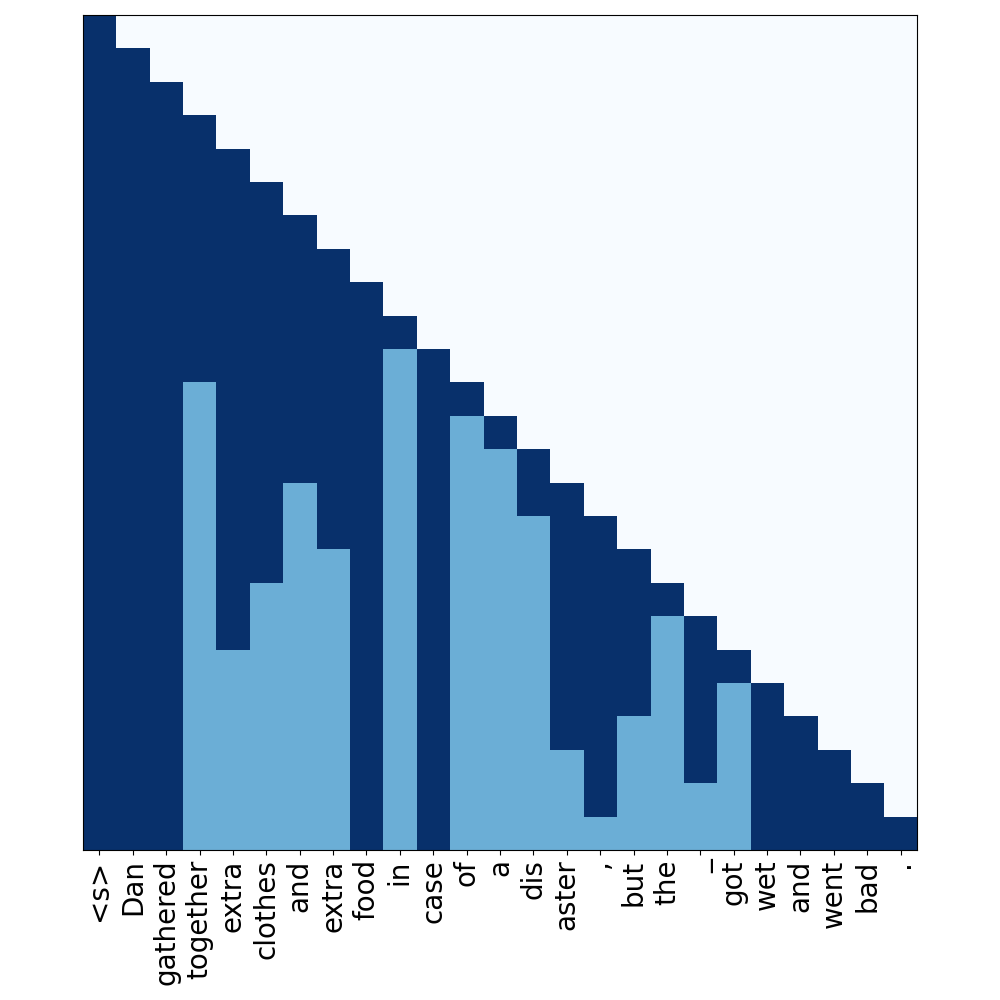 <s> Dan gathered together extra clothes and extra food in case of a dis aster , but the _ got wet and went bad .